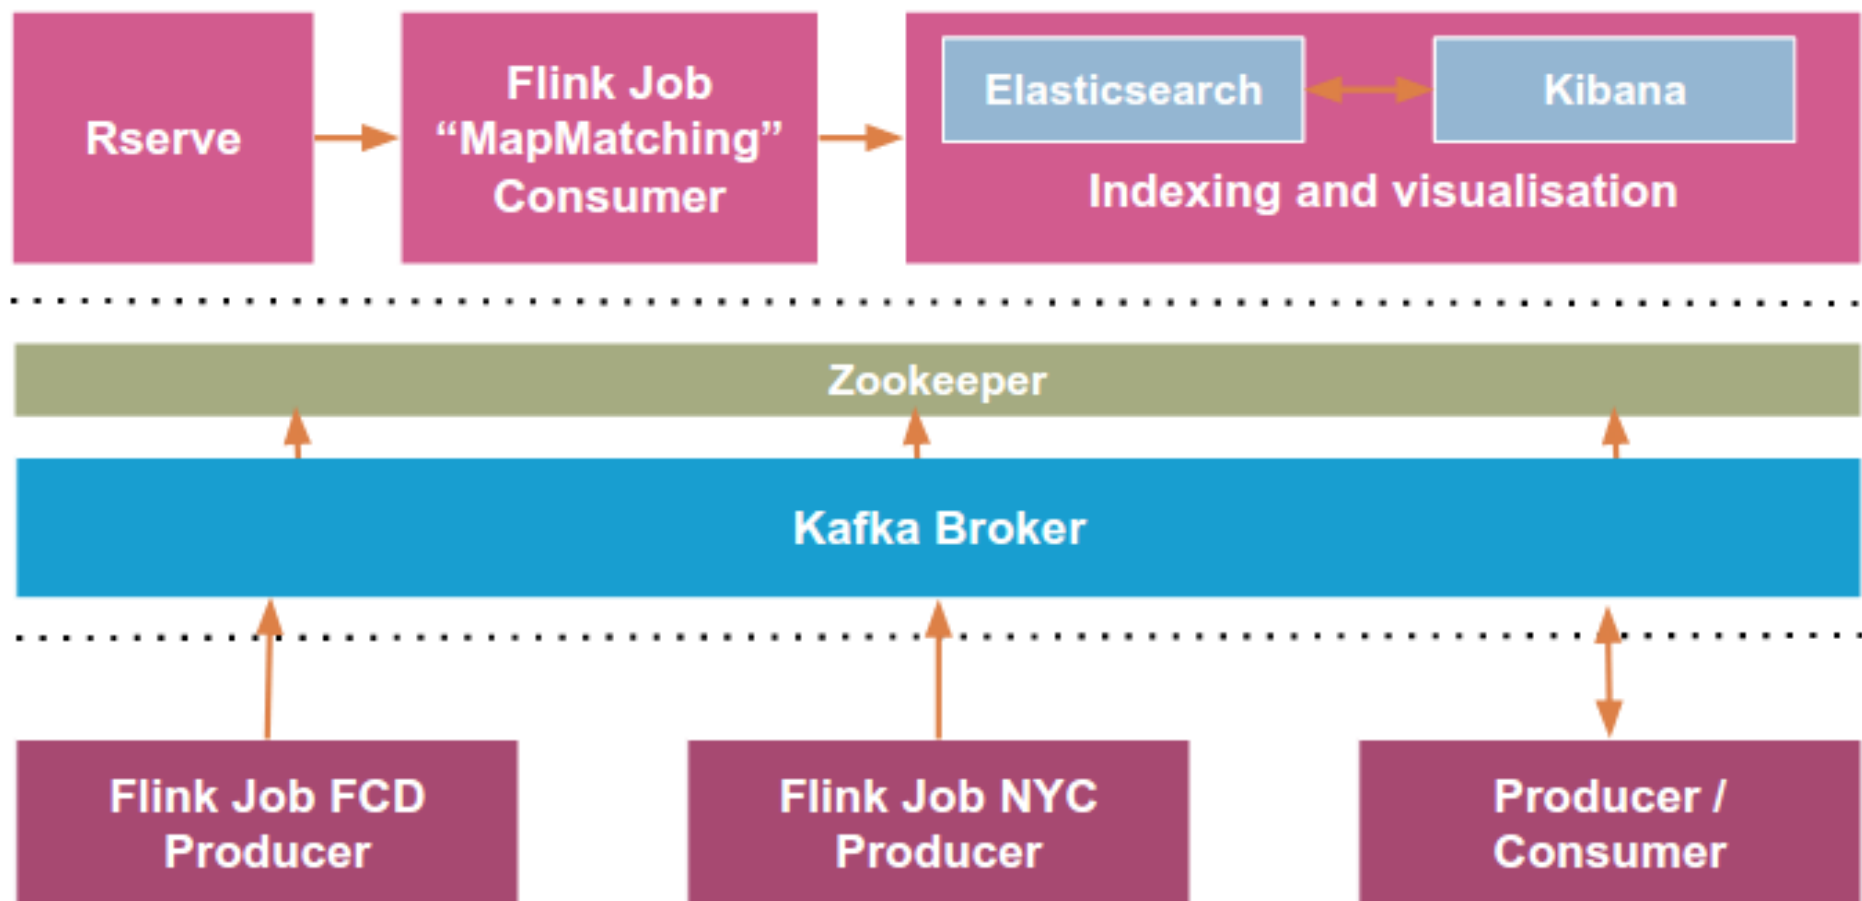 Rserve
Flink Job
“MapMatching”
Consumer
Elasticsearch
Kibana
Indexing and visualisation
Zookeeper
Kafka Broker
Flink Job FCD
Producer
Flink Job NYC
Producer
Producer /
Consumer